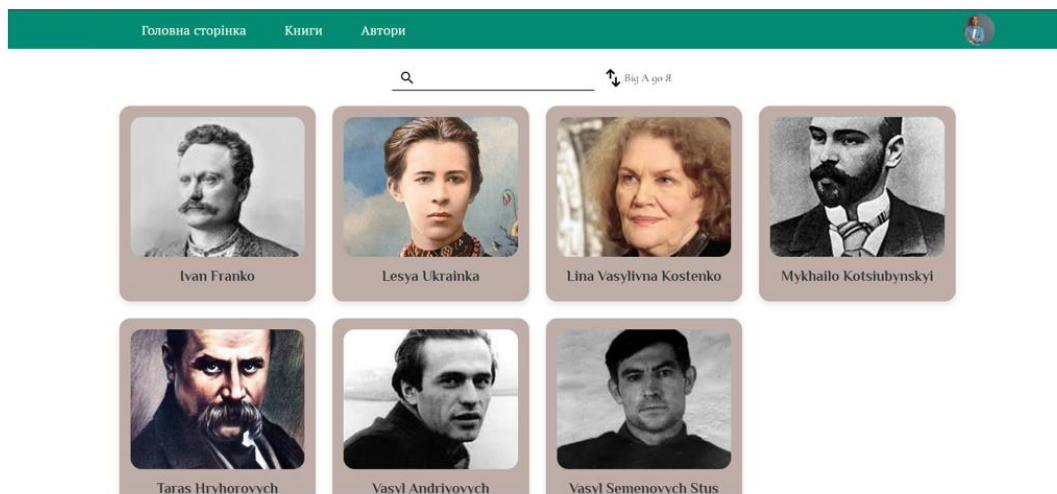 Головна сторінка Книги Автори
Від А до Я
Ivan Franko Lesya Ukrainka Lina Vasylivna Kostenko Mykhailo Kotsiubynskyi
Taras Hryhorovych Vasyl Andriyovych Vasyl Semenovych Stus